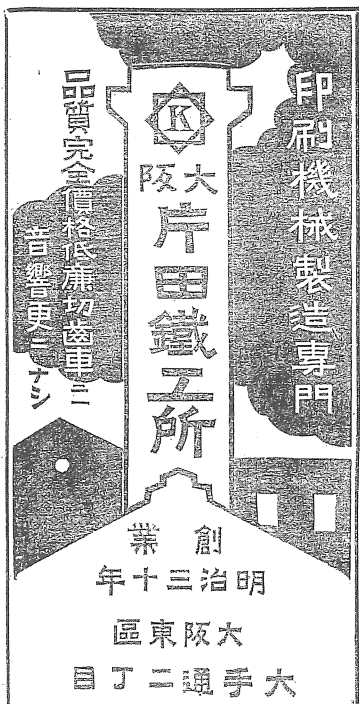 印刷機械製造専門
K
大阪
片田鐵工所
品質完全價格低廉切齒車ニ
音響更ニナシ
創業
明治三十年
大阪東區
大手通二丁目